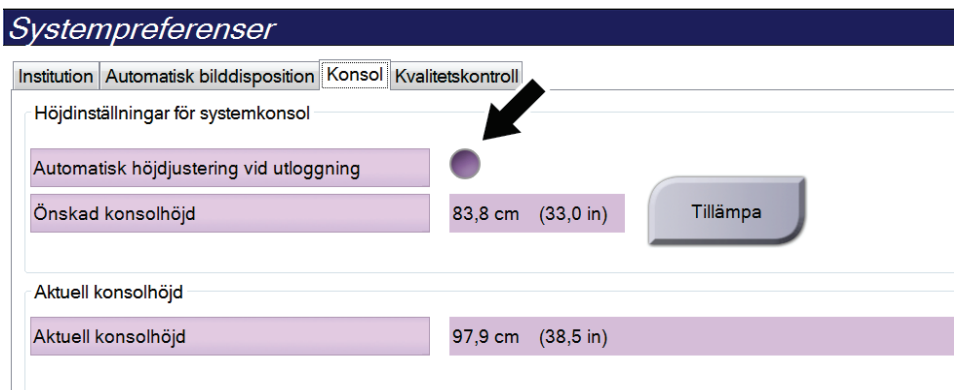 Systempreferenser
Institution Automatisk bilddisposition Konsol Kvalitetskontroll
Höjdinställningar för systemkonsol
Automatisk höjdjustering vid utloggning
Önskad konsolhöjd 83,8 cm (33,0 in) Tillämpa
Aktuell konsolhöjd
Aktuell konsolhöjd 97,9 cm (38,5 in)